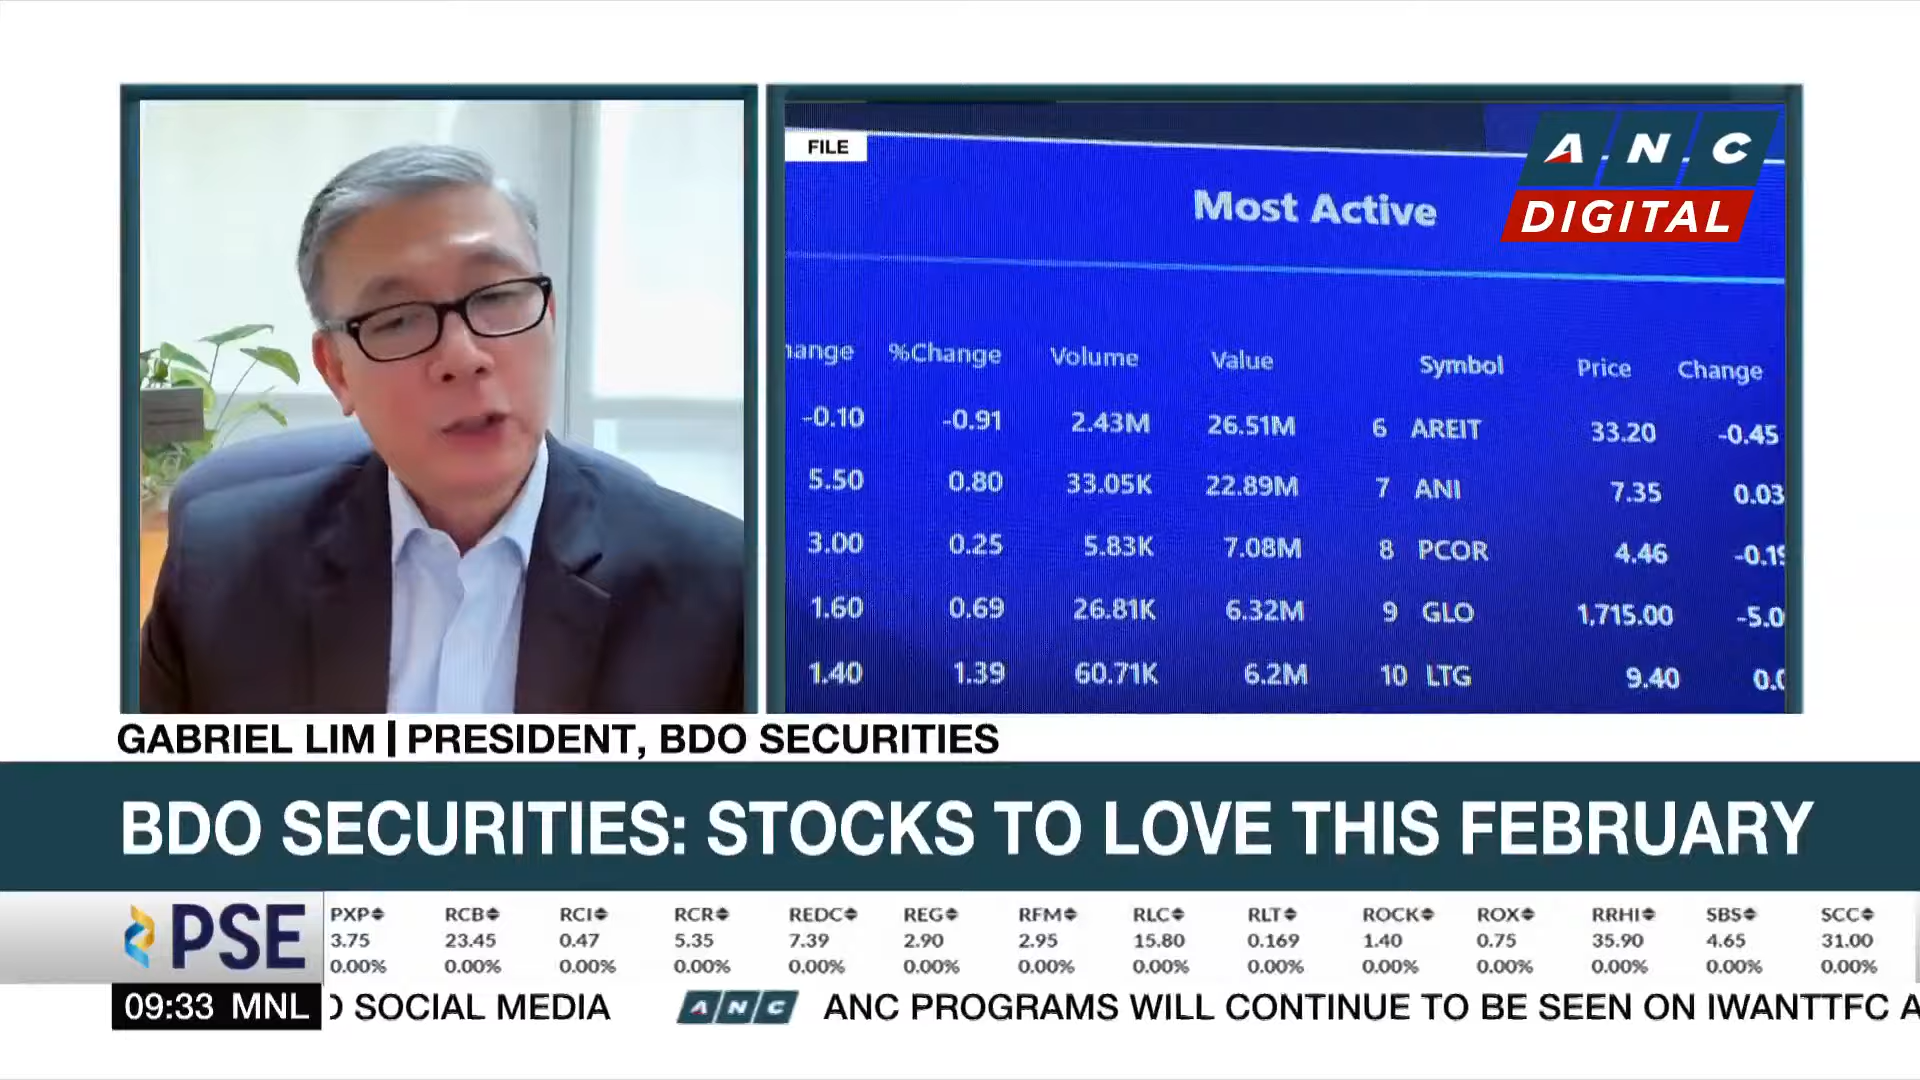 FILE
ANC
DIGITAL
Most Active
hange %Change Volume Value Symbol Price Change
-0.10 -0.91 2.43M 26.51M 6 AREIT 33.20 -0.45
5.50 0.80 33.05K 22.89M 7 ANI 7.35 0.03
3.00 0.25 5.83K 7.08M 8 PCOR 4.46 -0.19
1.60 0.69 26.81K 6.32M 9 GLO 1,715.00 -5.0
1.40 1.39 60.71K 6.2M 10 LTG 9.40 0.0
GABRIEL LIM | PRESIDENT, BDO SECURITIES
BDO SECURITIES: STOCKS TO LOVE THIS FEBRUARY
PSE
PXP RCB RCI RCR REDC REG RFM RLC RLT ROCK ROX RRHI SBS SCC
3.75 23.45 0.47 5.35 7.39 2.90 2.95 15.80 0.169 1.40 0.75 35.90 4.65 31.00
0.00% 0.00% 0.00% 0.00% 0.00% 0.00% 0.00% 0.00% 0.00% 0.00% 0.00% 0.00% 0.00% 0.00%
09:33 MNL SOCIAL MEDIA ANC ANC PROGRAMS WILL CONTINUE TO BE SEEN ON IWANTTFC A